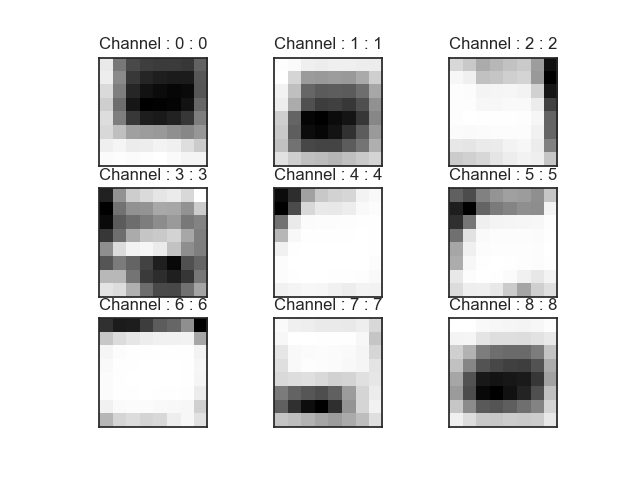 Channel : 0 : 0
Channel : 1 : 1
Channel : 2 : 2
Channel : 3 : 3
Channel : 4 : 4
Channel : 5 : 5
Channel : 6 : 6
Channel : 7 : 7
Channel : 8 : 8